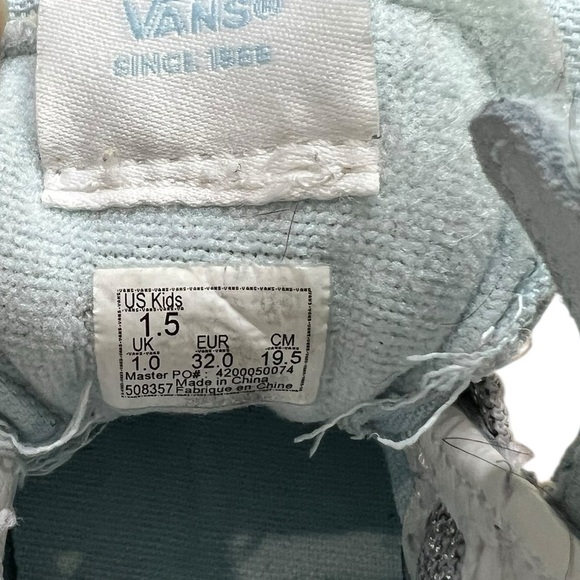 VANS
SINCE 1966
US Kids
1.5
UK EUR CM
1.0 32.0 19.5
Master PO#: 4200050074
508357 Made in China
Fabrique en Chine